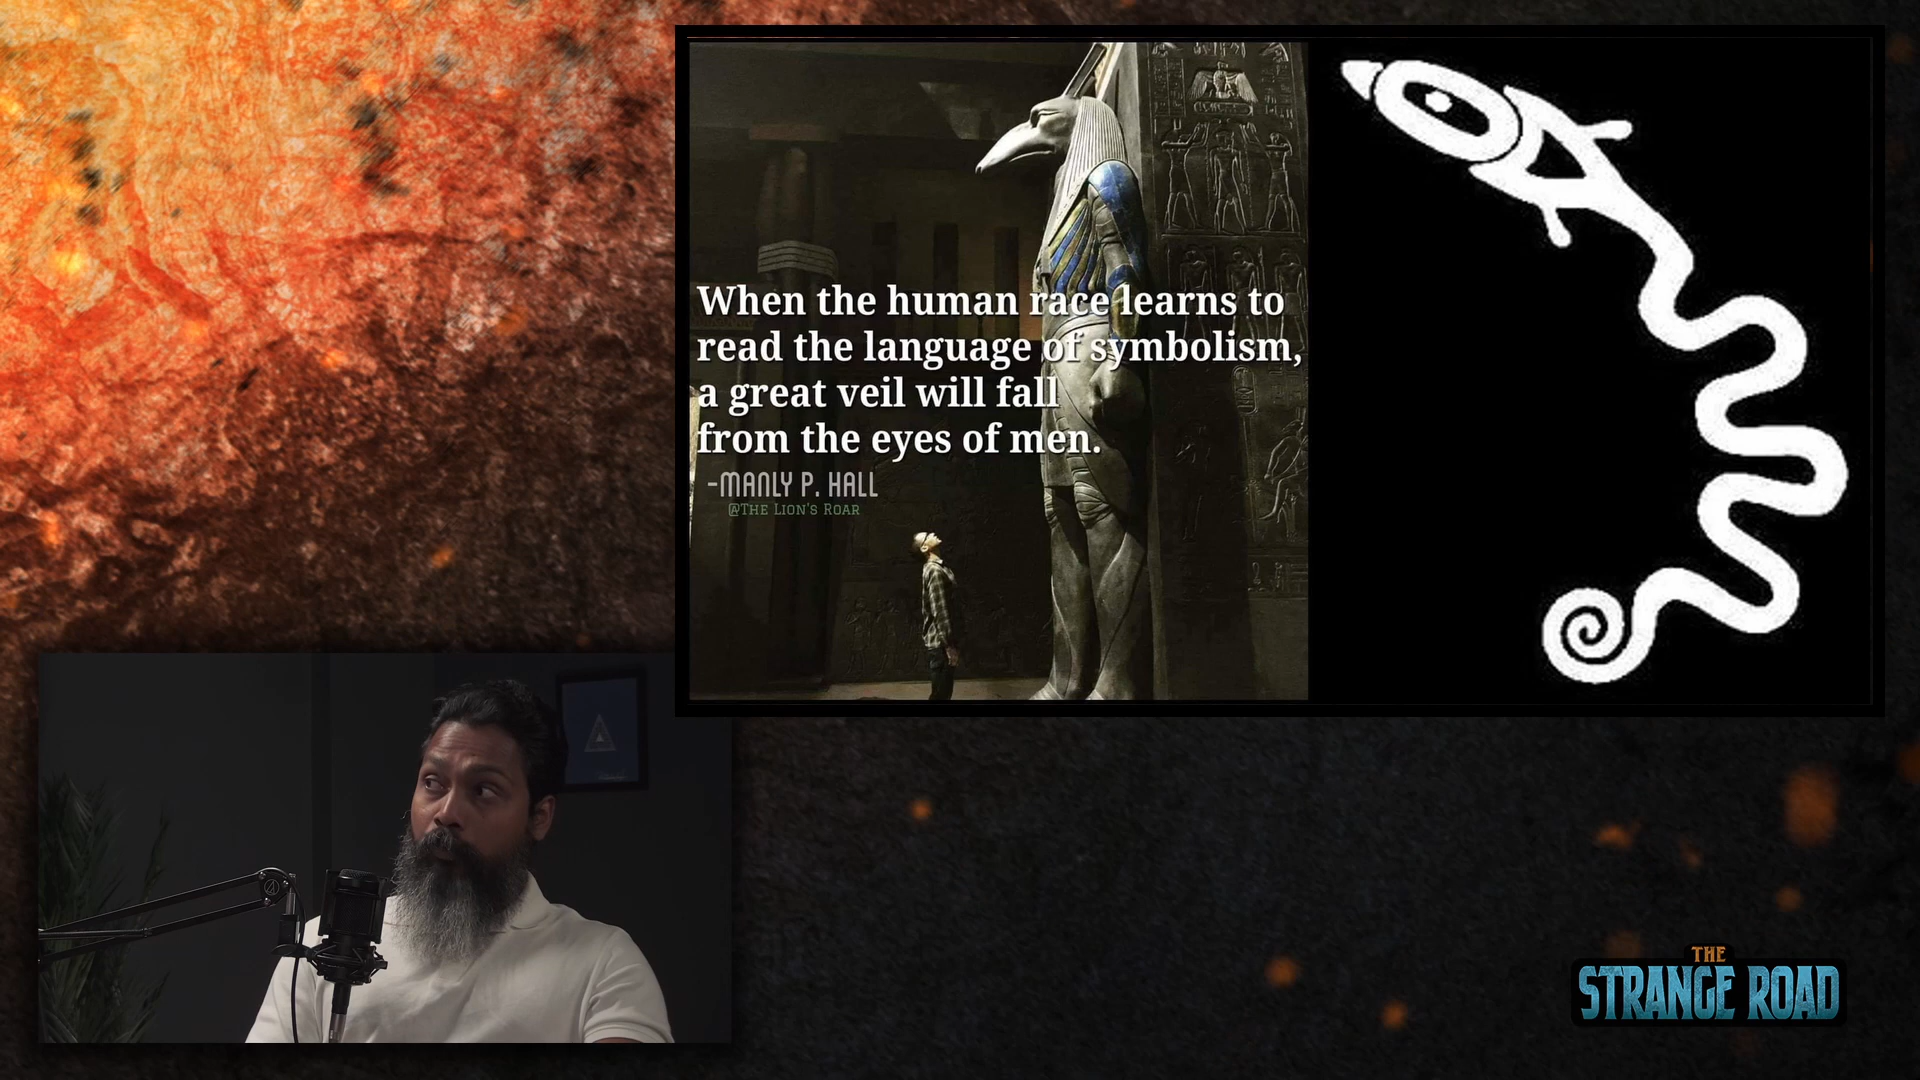 When the human race learns to
read the language of symbolism,
a great veil will fall
from the eyes of men.
-MANLY P. HALL
@THE LION'S ROAR
THE
STRANGE ROAD